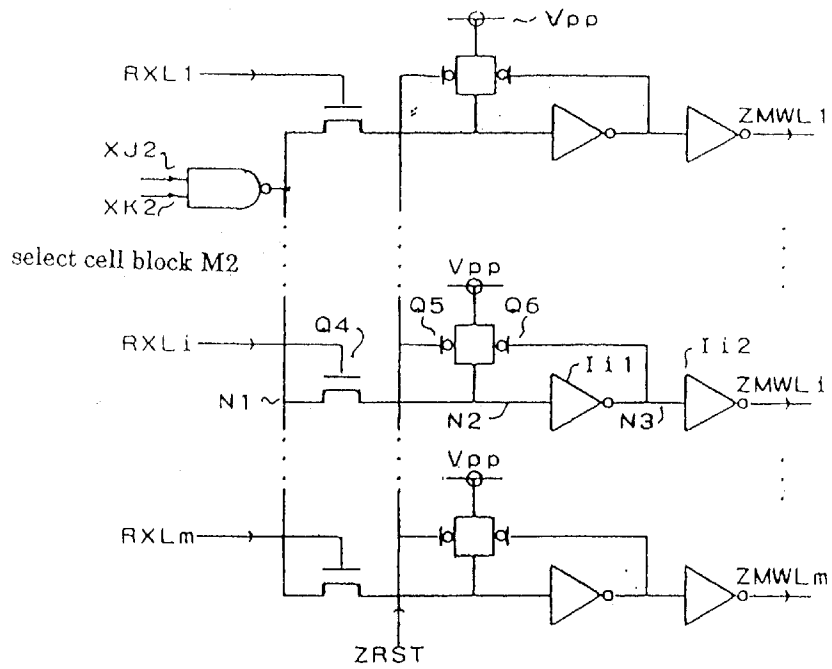 Vpp
RXL1
ZMWL1
XJ2
XK2
select cell block M2
Vpp
Q5
Q6
RXLi
Q4
Ii1
Ii2
ZMWLi
N1
N2
N3
Vpp
RXLm
ZMWLm
ZRST